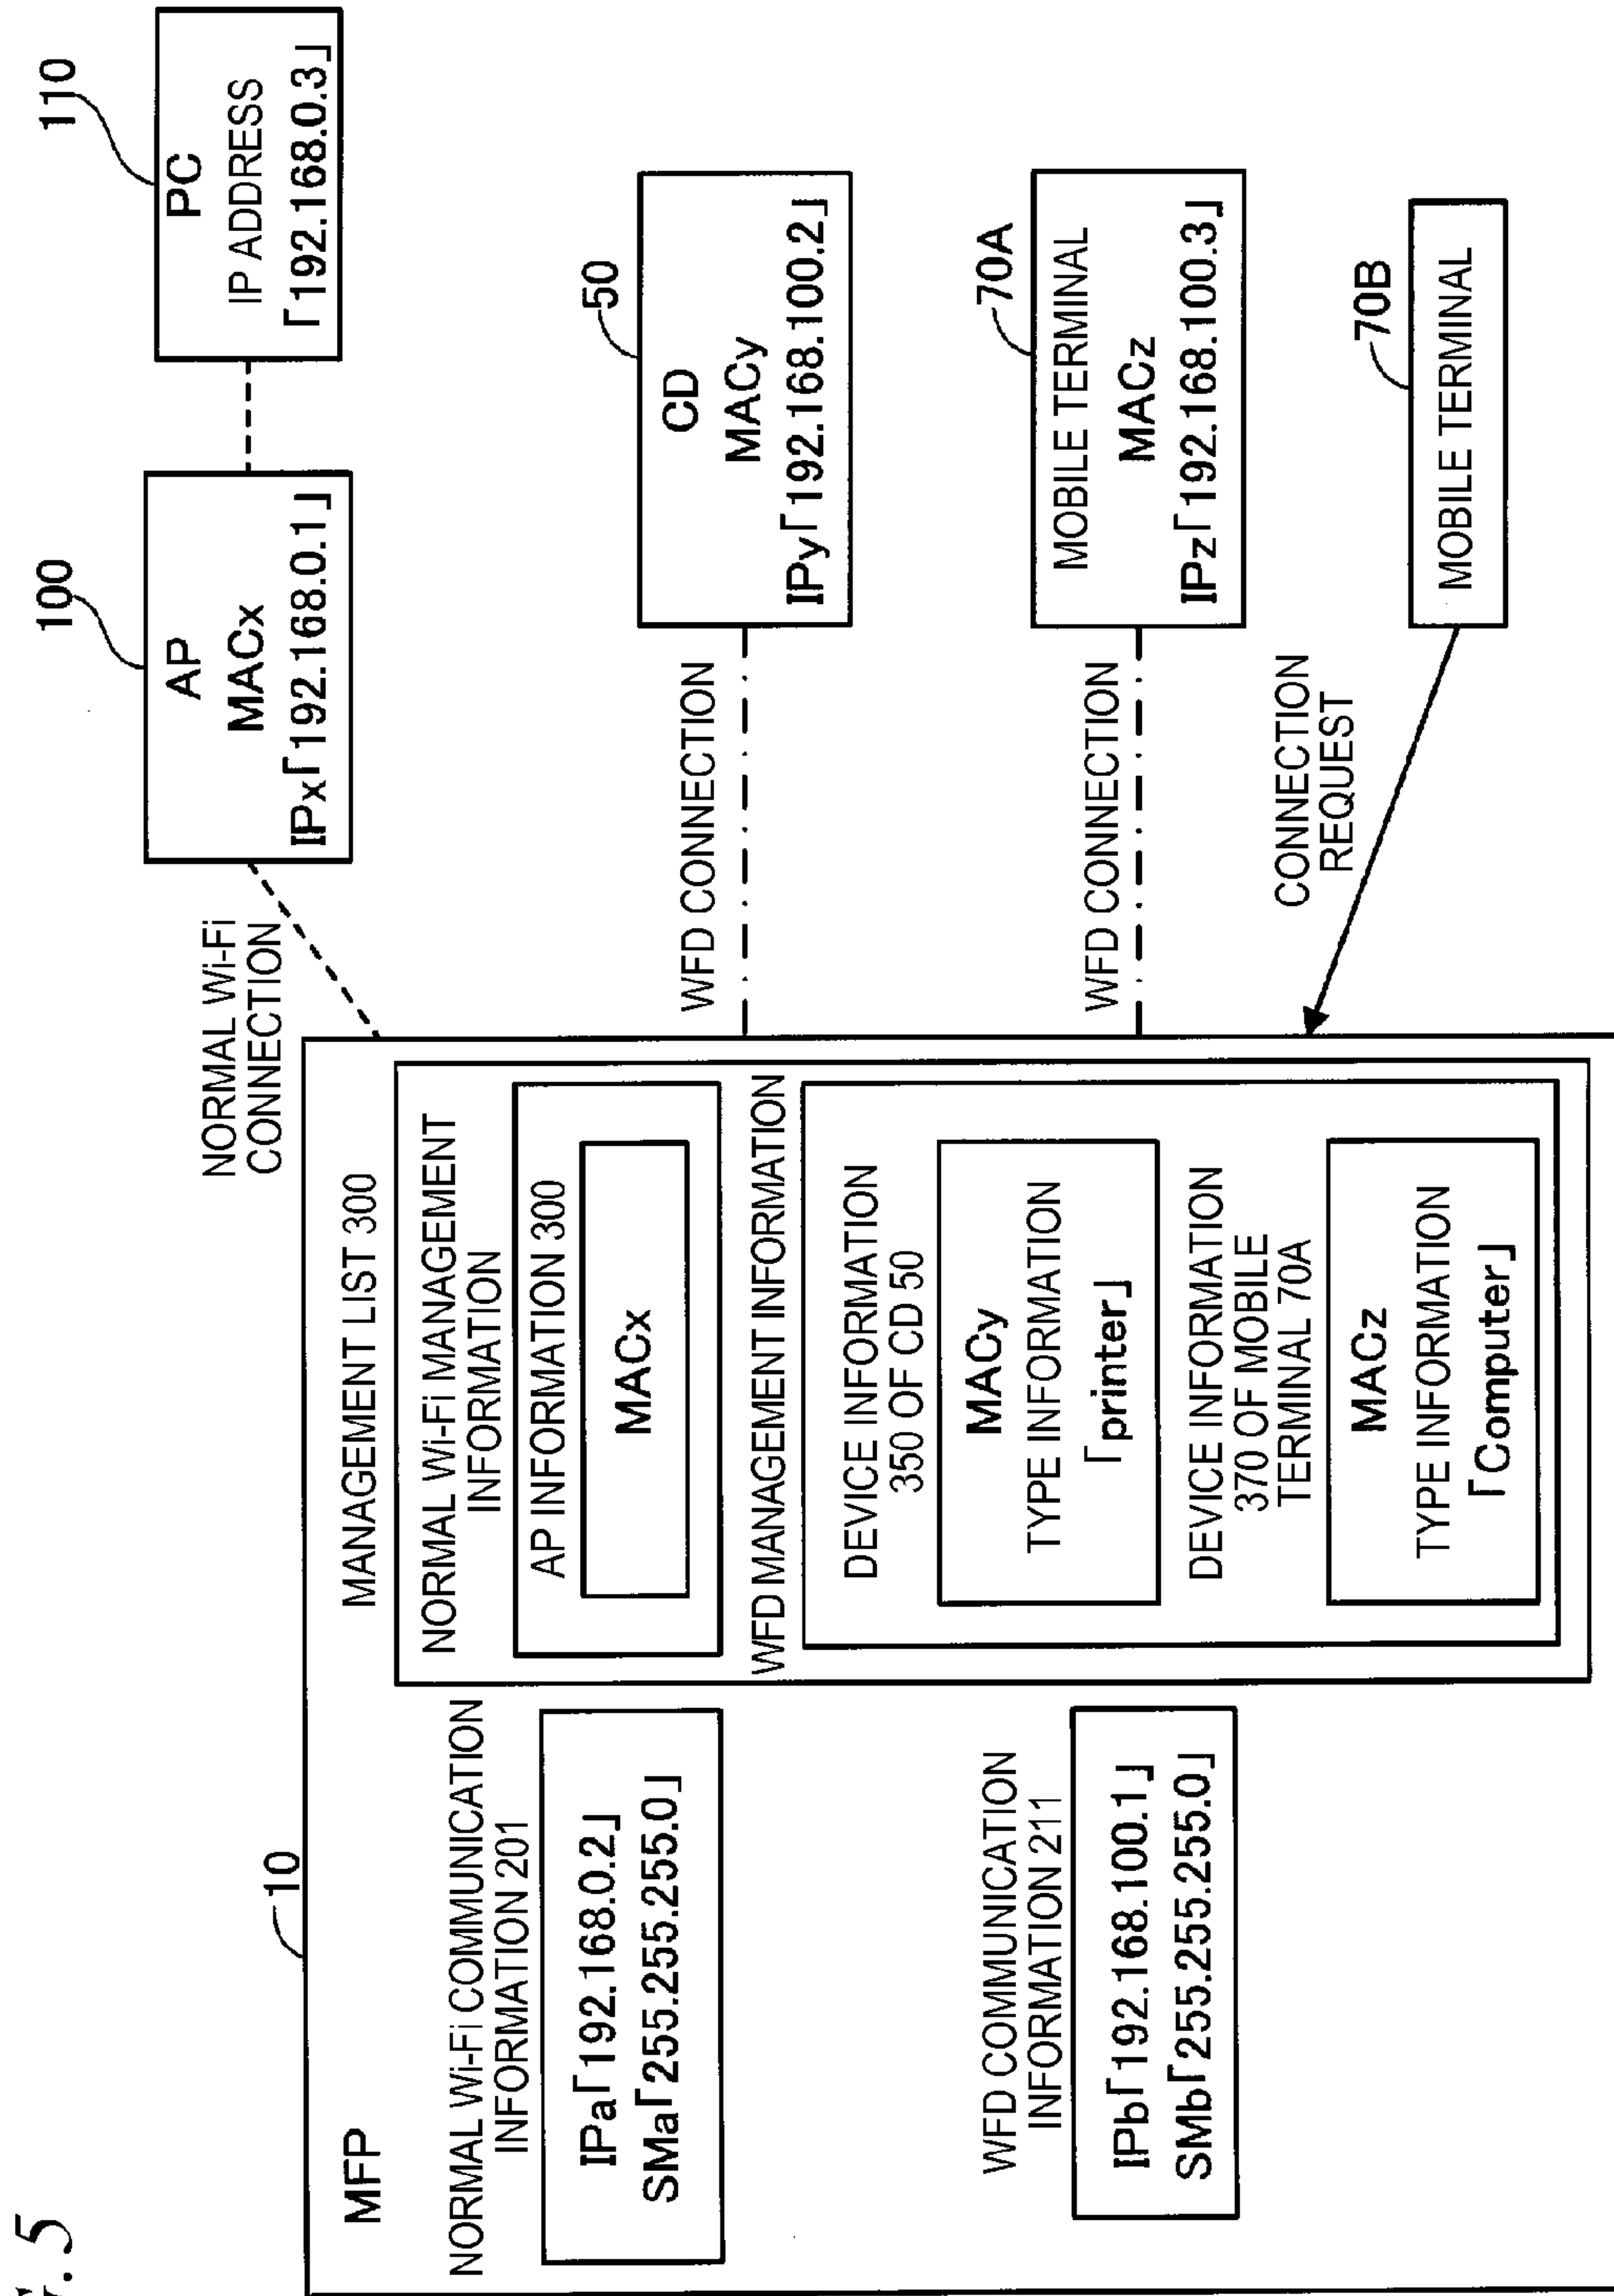 G. 5
10
MFP
NORMAL Wi-Fi COMMUNICATION
INFORMATION 201
IPa「192.168.0.2」
SMa「255.255.255.0」
WFD COMMUNICATION
INFORMATION 211
IPb「192.168.100.1」
SMb「255.255.255.0」
MANAGEMENT LIST 300
NORMAL Wi-Fi MANAGEMENT
INFORMATION
AP INFORMATION 300
MACx
WFD MANAGEMENT INFORMATION
DEVICE INFORMATION
350 OF CD 50
MACy
TYPE INFORMATION
「printer」
DEVICE INFORMATION
370 OF MOBILE
TERMINAL 70A
MACz
TYPE INFORMATION
「Computer」
NORMAL Wi-Fi
CONNECTION
WFD CONNECTION
WFD CONNECTION
CONNECTION
REQUEST
100
AP
MACx
IPx「192.168.0.1」
110
PC
IP ADDRESS
「192.168.0.3」
50
CD
MACy
IPy「192.168.100.2」
70A
MOBILE TERMINAL
MACz
IPz「192.168.100.3」
70B
MOBILE TERMINAL